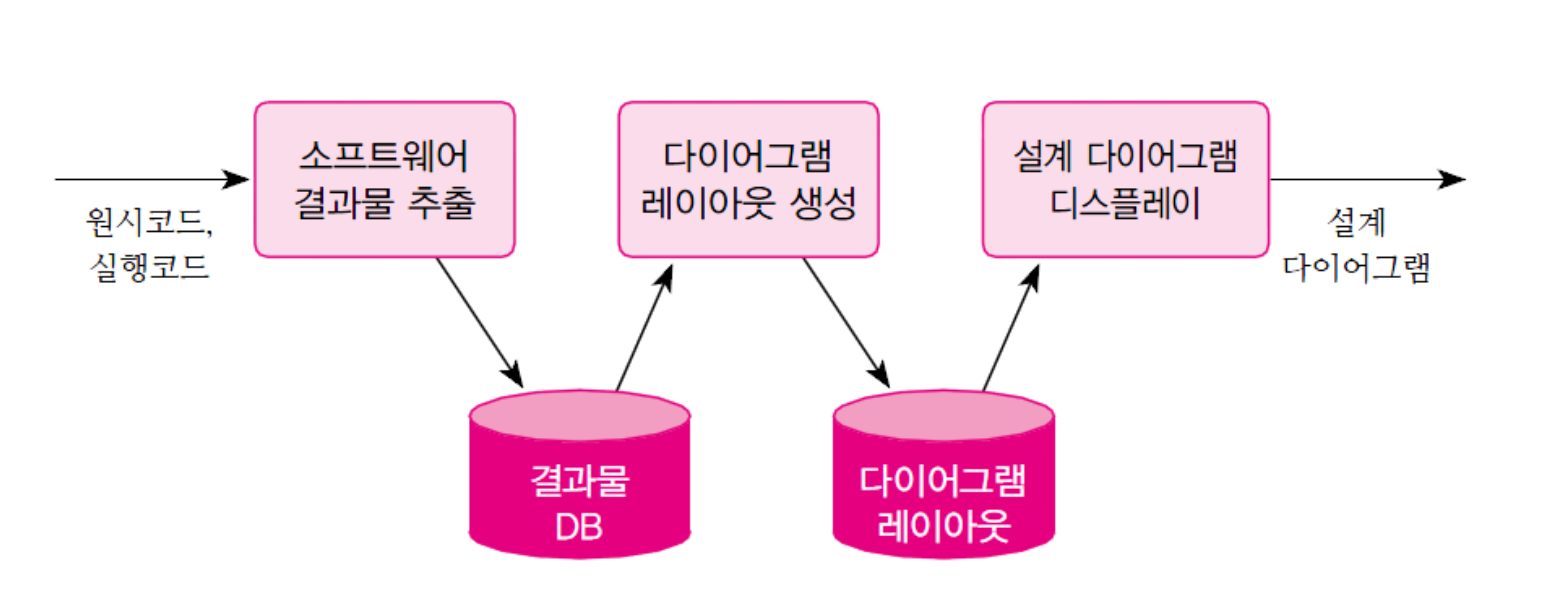 소프트웨어
결과물 추출
다이어그램
레이아웃 생성
설계 다이어그램
디스플레이
원시코드,
실행코드
설계
다이어그램
결과물
DB
다이어그램
레이아웃